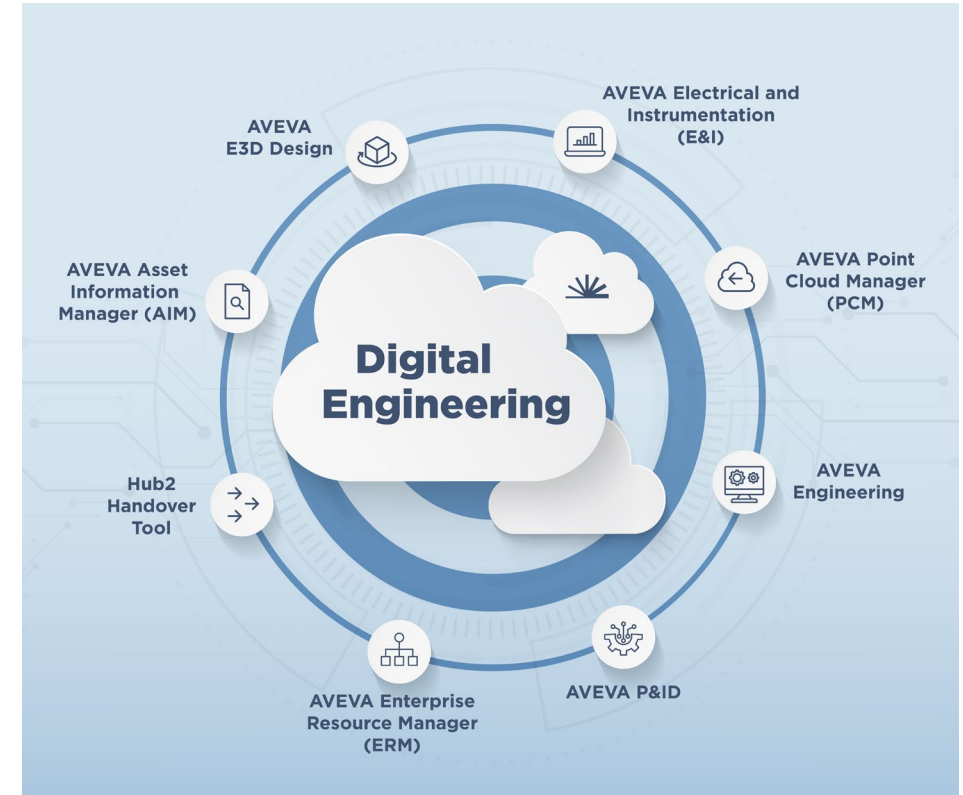 AVEVA Electrical and
Instrumentation
(E&I)
AVEVA
E3D Design
AVEVA Point
Cloud Manager
(PCM)
AVEVA Asset
Information
Manager (AIM)
Digital
Engineering
AVEVA
Engineering
Hub2
Handover
Tool
AVEVA P&ID
AVEVA Enterprise
Resource Manager
(ERM)